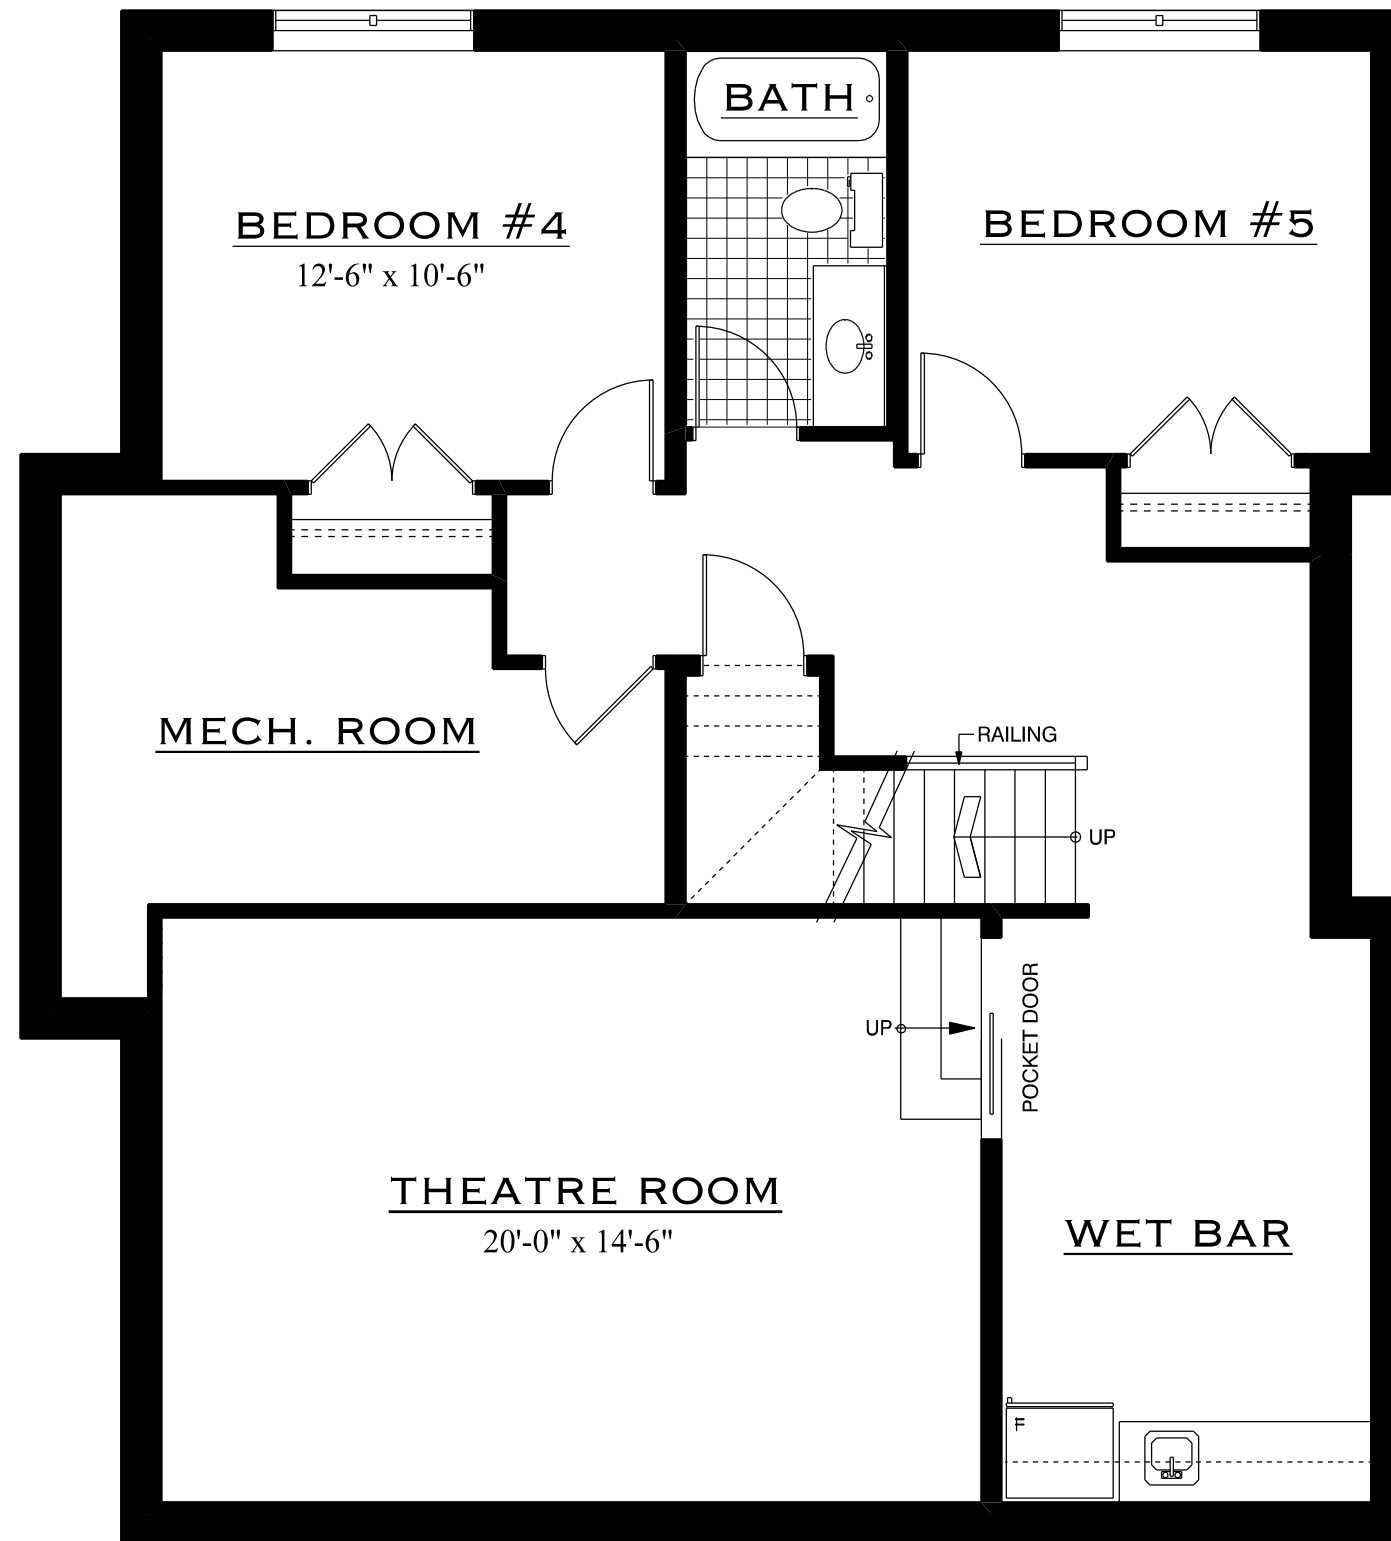 BATH
BEDROOM #4
12'-6" x 10'-6"
BEDROOM #5
MECH. ROOM
RAILING
UP
UP
POCKET DOOR
THEATRE ROOM
20'-0" x 14'-6"
WET BAR
F